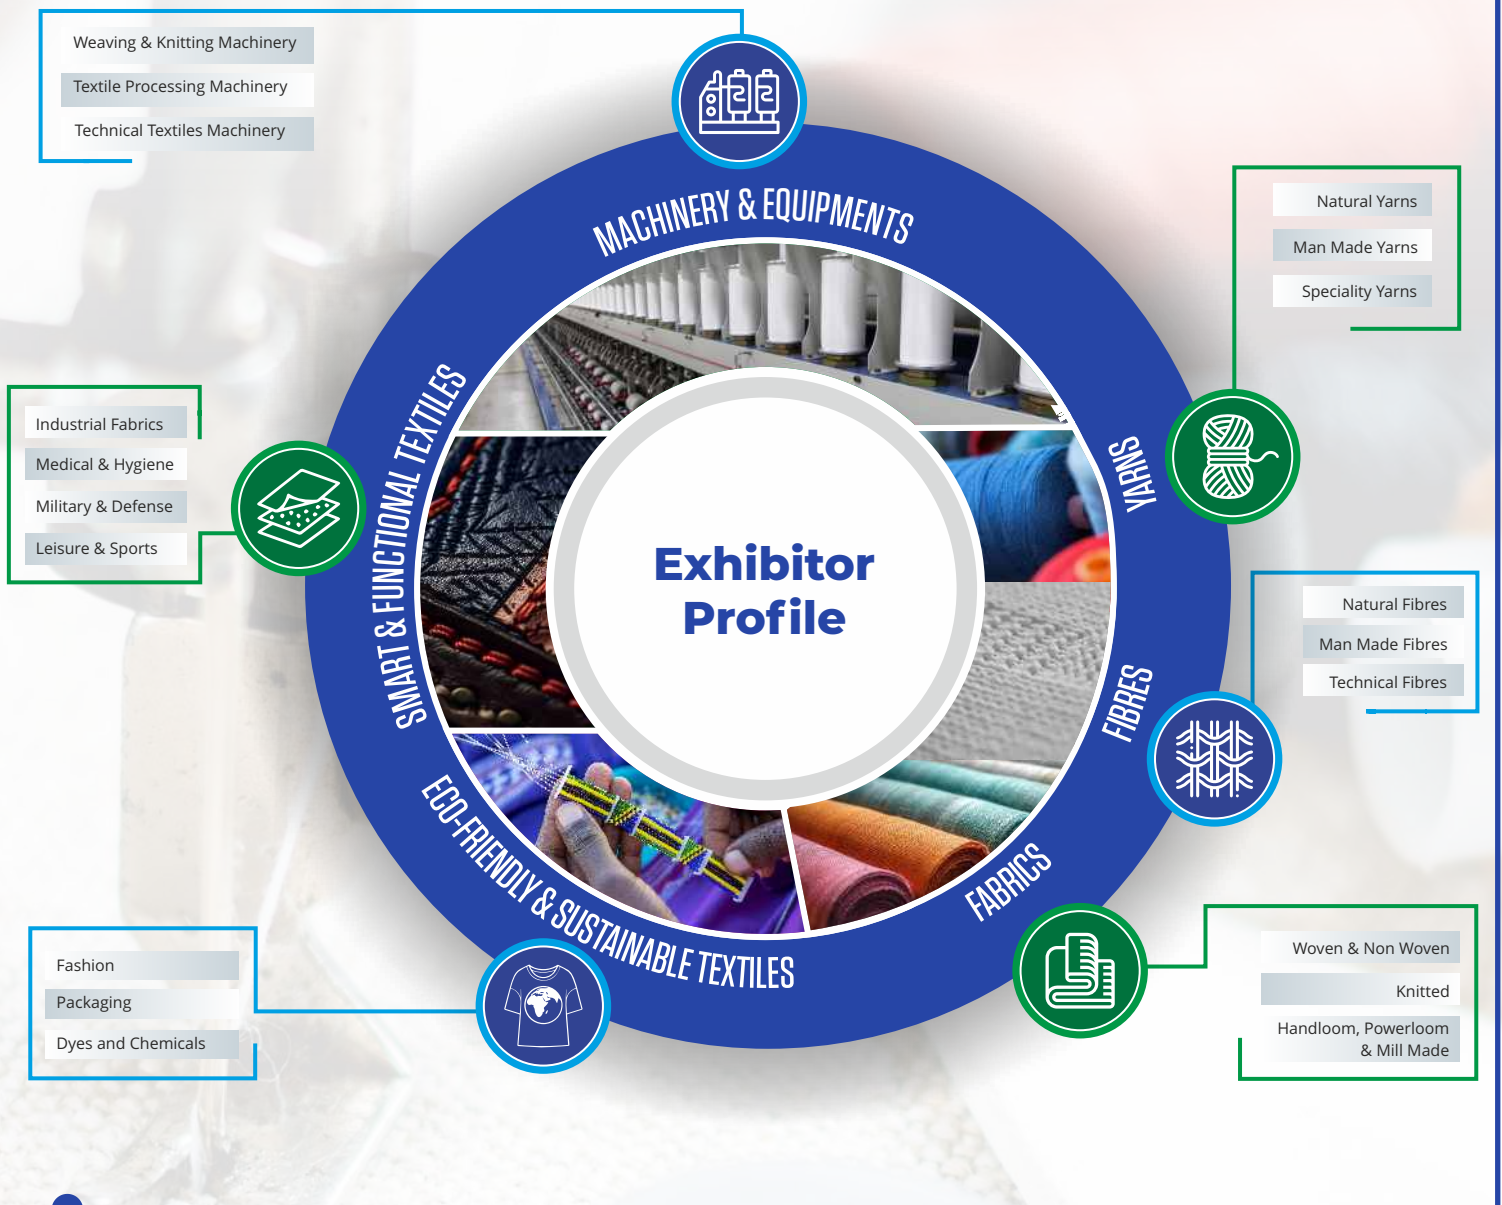 Weaving & Knitting Machinery
Textile Processing Machinery
Technical Textiles Machinery
MACHINERY & EQUIPMENTS
Natural Yarns
Man Made Yarns
Speciality Yarns
YARNS
Industrial Fabrics
Medical & Hygiene
Military & Defense
Leisure & Sports
SMART & FUNCTIONAL TEXTILES
Exhibitor
Profile
Natural Fibres
Man Made Fibres
Technical Fibres
FIBRES
Fashion
Packaging
Dyes and Chemicals
ECO-FRIENDLY & SUSTAINABLE TEXTILES
FABRICS
Woven & Non Woven
Knitted
Handloom, Powerloom
& Mill Made